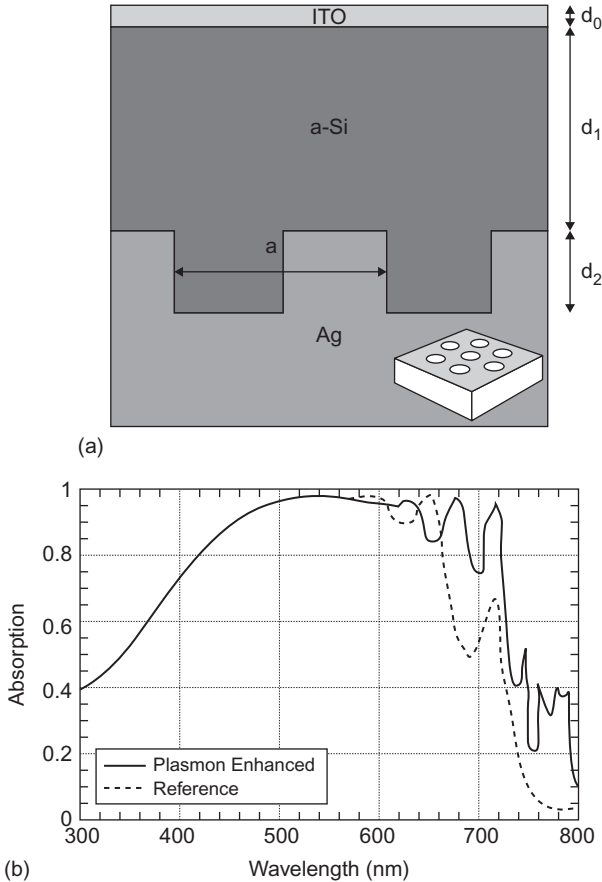 ITO
d0
a-Si
d1
a
d2
Ag
(a)
1
0.8
0.6
0.4
0.2
0
Absorption
Plasmon Enhanced
Reference
300 400 500 600 700 800
Wavelength (nm)
(b)